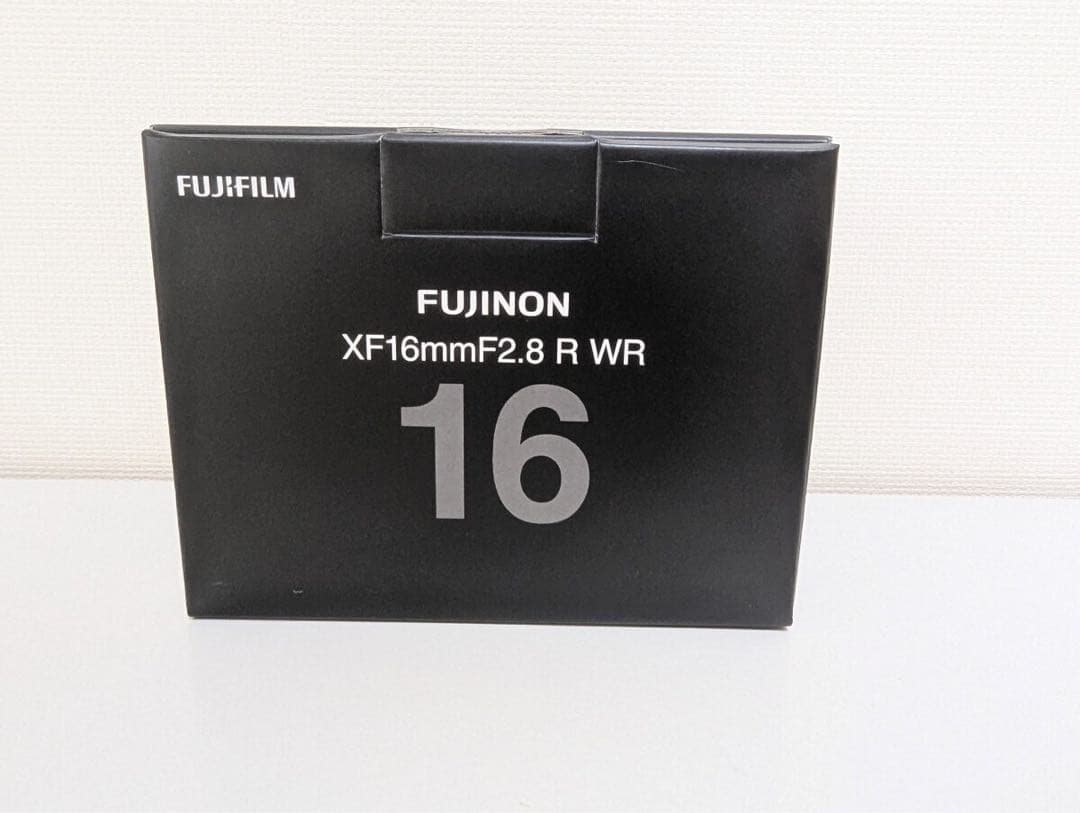 FUJIFILM
FUJINON
XF16mmF2.8 R WR
16